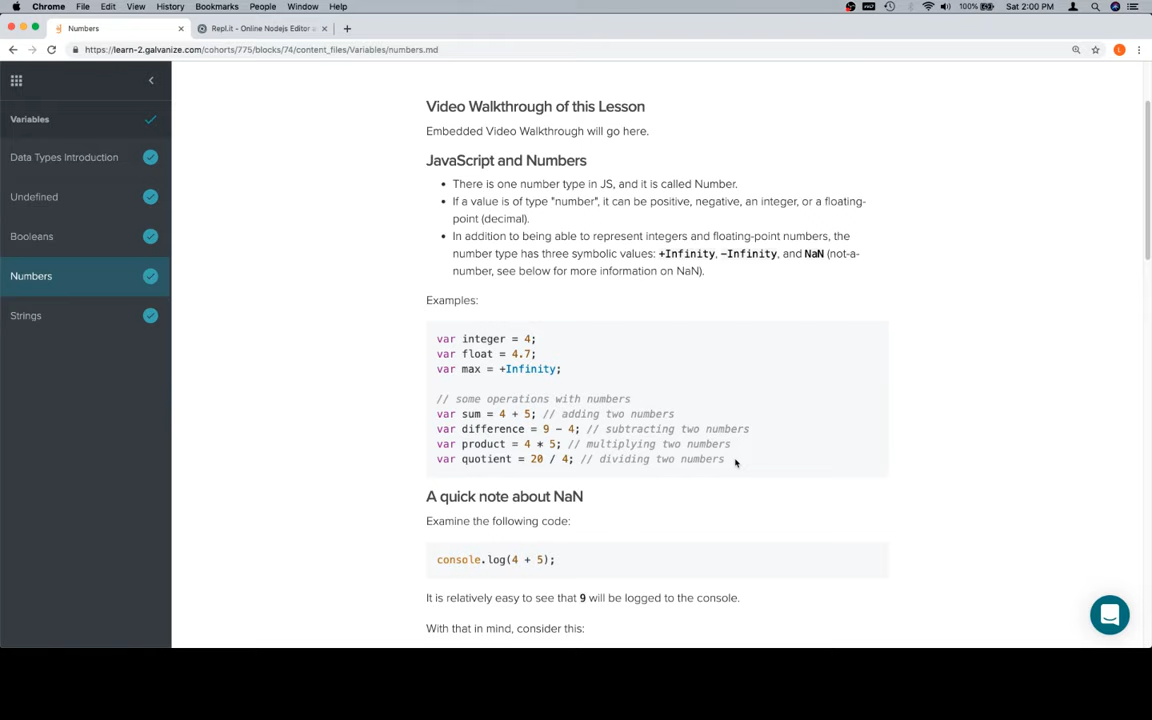 Chrome File Edit View History Bookmarks People Window Help 100% Sat 2:00 PM
Numbers
Repl.it - Online Nodejs Editor
https://learn-2.galvanize.com/cohorts/775/blocks/74/content_files/Variables/numbers.md
Variables
Data Types Introduction
Undefined
Booleans
Numbers
Strings
Video Walkthrough of this Lesson
Embedded Video Walkthrough will go here.
JavaScript and Numbers
• There is one number type in JS, and it is called Number.
• If a value is of type "number", it can be positive, negative, an integer, or a floating-
point (decimal).
• In addition to being able to represent integers and floating-point numbers, the
number type has three symbolic values: +Infinity, -Infinity, and NaN (not-a-
number, see below for more information on NaN).
Examples:
var integer = 4;
var float = 4.7;
var max = +Infinity;
// some operations with numbers
var sum = 4 + 5; // adding two numbers
var difference = 9 - 4; // subtracting two numbers
var product = 4 * 5; // multiplying two numbers
var quotient = 20 / 4; // dividing two numbers
A quick note about NaN
Examine the following code:
console.log(4 + 5);
It is relatively easy to see that 9 will be logged to the console.
With that in mind, consider this: